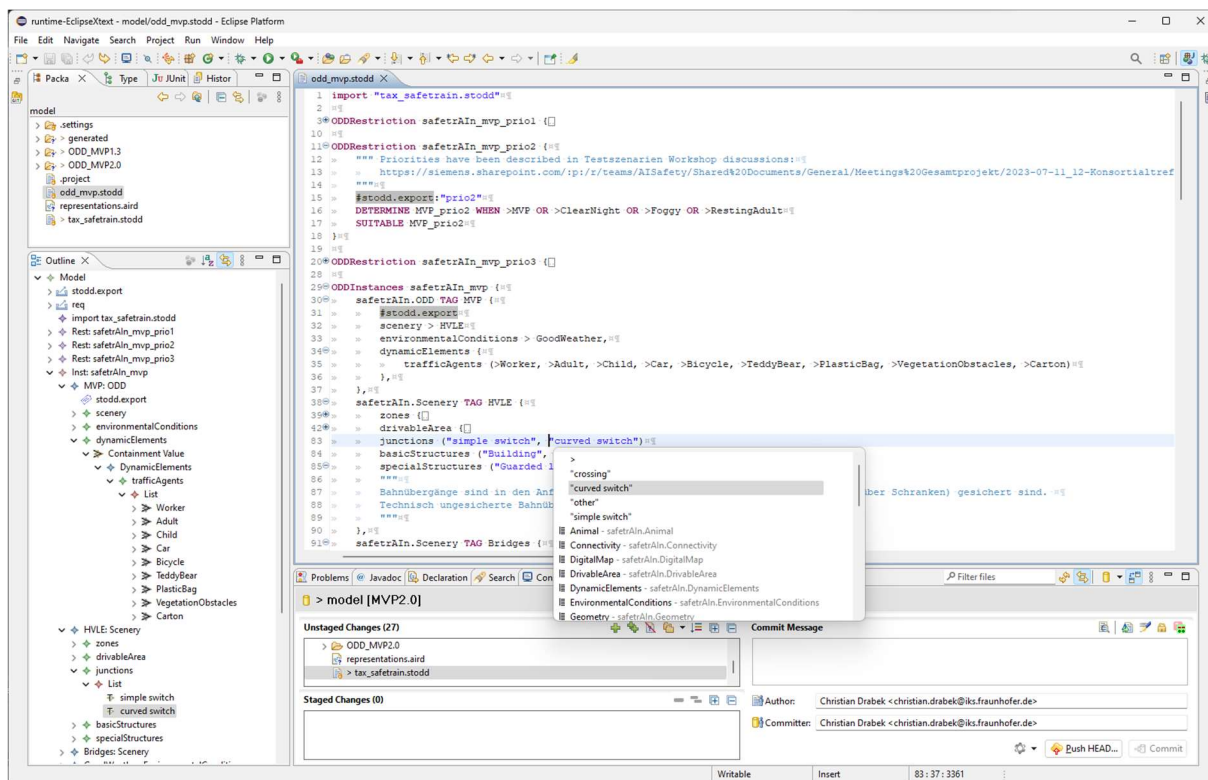 runtime-EclipseXtext - model/odd_mvp.stodd - Eclipse Platform
File Edit Navigate Search Project Run Window Help
Packa Type JUnit Histor
model
.settings
> generated
> ODD_MVP1.3
> ODD_MVP2.0
.project
odd_mvp.stodd
representations.aird
> tax_safetrain.stodd
Outline
Model
stodd.export
req
import tax_safetrain.stodd
Rest: safetrAIn_mvp_prio1
Rest: safetrAIn_mvp_prio2
Rest: safetrAIn_mvp_prio3
Inst: safetrAIn_mvp
MVP: ODD
stodd.export
scenery
environmentalConditions
dynamicElements
Containment Value
DynamicElements
trafficAgents
List
Worker
Adult
Child
Car
Bicycle
TeddyBear
PlasticBag
VegetationObstacles
Carton
HVLE: Scenery
zones
drivableArea
junctions
List
simple switch
curved switch
basicStructures
specialStructures
Bridges: Scenery
odd_mvp.stodd
1 import "tax_safetrain.stodd"
2
3 ODDRestriction safetrAIn_mvp_prio1 {
10
11 ODDRestriction safetrAIn_mvp_prio2 {
12 """ Priorities have been described in Testszenarien Workshop discussions:
13 https://siemens.sharepoint.com/:p:/r/teams/AISafety/Shared%20Documents/General/Meetings%20Gesamtprojekt/2023-07-11_12-Konsortialtref
14 """
15 #stodd.export:"prio2"
16 DETERMINE MVP_prio2 WHEN >MVP OR >ClearNight OR >Foggy OR >RestingAdult
17 SUITABLE MVP_prio2
18 }
19
20 ODDRestriction safetrAIn_mvp_prio3 {
28
29 ODDInstances safetrAIn_mvp {
30 safetrAIn.ODD TAG MVP {
31 #stodd.export
32 scenery > HVLE
33 environmentalConditions > GoodWeather,
34 dynamicElements {
35 trafficAgents (>Worker, >Adult, >Child, >Car, >Bicycle, >TeddyBear, >PlasticBag, >VegetationObstacles, >Carton)
36 },
37 },
38 safetrAIn.Scenery TAG HVLE {
39 zones {
42 drivableArea {
83 junctions ("simple switch", "curved switch")
84 basicStructures ("Building",
85 specialStructures ("Guarded l
86 """
87 Bahnübergänge sind in den Anf ber Schranken) gesichert sind.
88 Technisch ungesicherte Bahnüb
89 """
90 },
91 safetrAIn.Scenery TAG Bridges {
>
"crossing"
"curved switch"
"other"
"simple switch"
Animal - safetrAIn.Animal
Connectivity - safetrAIn.Connectivity
DigitalMap - safetrAIn.DigitalMap
DrivableArea - safetrAIn.DrivableArea
DynamicElements - safetrAIn.DynamicElements
EnvironmentalConditions - safetrAIn.EnvironmentalConditions
Geometry - safetrAIn.Geometry
Problems Javadoc Declaration Search Con Filter files
> model [MVP2.0]
Unstaged Changes (27)
ODD_MVP2.0
representations.aird
> tax_safetrain.stodd
Staged Changes (0)
Commit Message
Author: Christian Drabek <christian.drabek@iks.fraunhofer.de>
Committer: Christian Drabek <christian.drabek@iks.fraunhofer.de>
Push HEAD... Commit
Writable Insert 83 : 37 : 3361